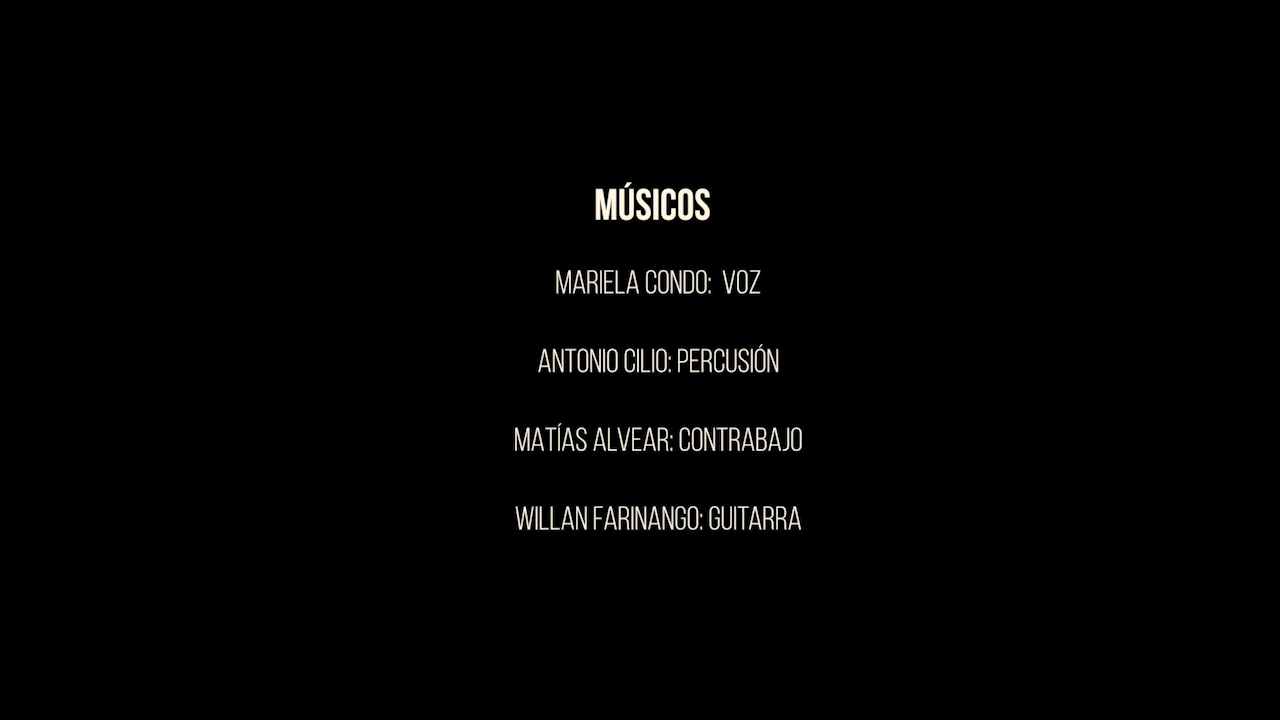 MÚSICOS
MARIELA CONDO: VOZ
ANTONIO CILIO: PERCUSIÓN
MATÍAS ALVEAR: CONTRABAJO
WILLAN FARINANGO: GUITARRA